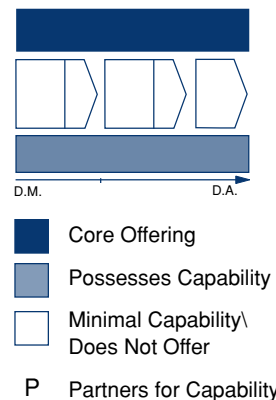 D.M. D.A.
Core Offering
Possesses Capability
Minimal Capability\
Does Not Offer
P Partners for Capability